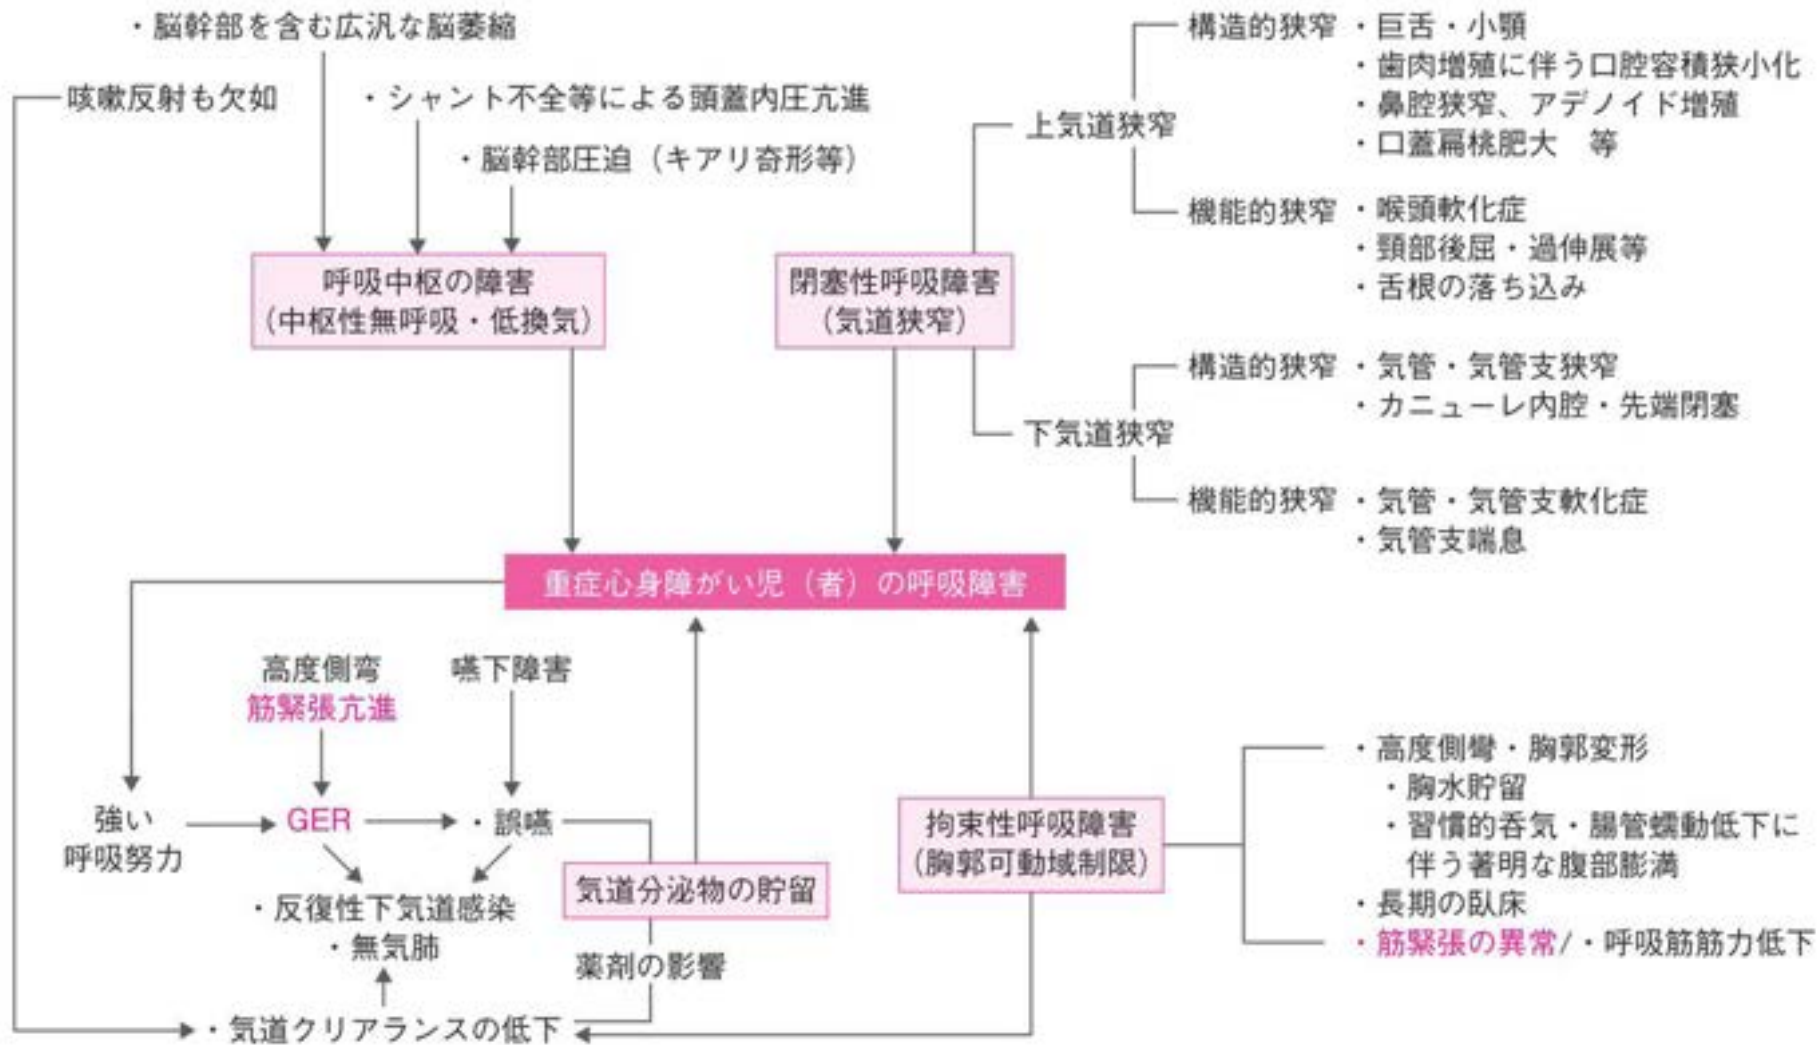 ・脳幹部を含む広汎な脳萎縮
咳嗽反射も欠如
・シャント不全等による頭蓋内圧亢進
・脳幹部圧迫（キアリ奇形等）
呼吸中枢の障害
（中枢性無呼吸・低換気）
閉塞性呼吸障害
（気道狭窄）
上気道狭窄
構造的狭窄
・巨舌・小顎
・歯肉増殖に伴う口腔容積狭小化
・鼻腔狭窄、アデノイド増殖
・口蓋扁桃肥大　等
機能的狭窄
・喉頭軟化症
・頸部後屈・過伸展等
・舌根の落ち込み
下気道狭窄
構造的狭窄
・気管・気管支狭窄
・カニューレ内腔・先端閉塞
機能的狭窄
・気管・気管支軟化症
・気管支喘息
重症心身障がい児（者）の呼吸障害
高度側弯
筋緊張亢進
嚥下障害
強い
呼吸努力
GER
・誤嚥
・反復性下気道感染
・無気肺
気道分泌物の貯留
薬剤の影響
・気道クリアランスの低下
拘束性呼吸障害
（胸郭可動域制限）
・高度側彎・胸郭変形
・胸水貯留
・習慣的呑気・腸管蠕動低下に
伴う著明な腹部膨満
・長期の臥床
・筋緊張の異常/・呼吸筋筋力低下